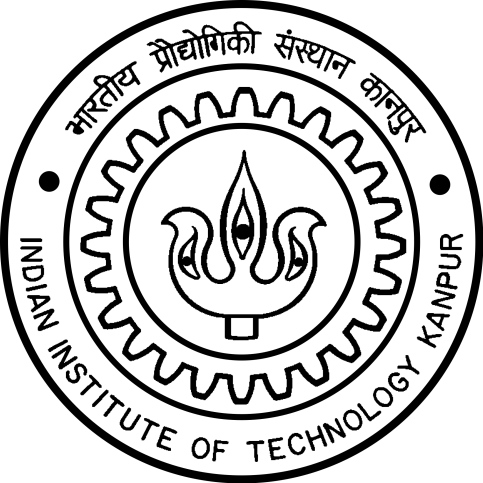 भारतीय प्रौद्योगिकी संस्थान कानपुर
INDIAN INSTITUTE OF TECHNOLOGY KANPUR